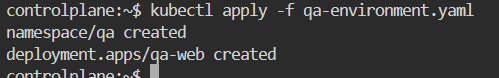 controlplane:~$ kubectl apply -f qa-environment.yaml
namespace/qa created
deployment.apps/qa-web created
controlplane:~$